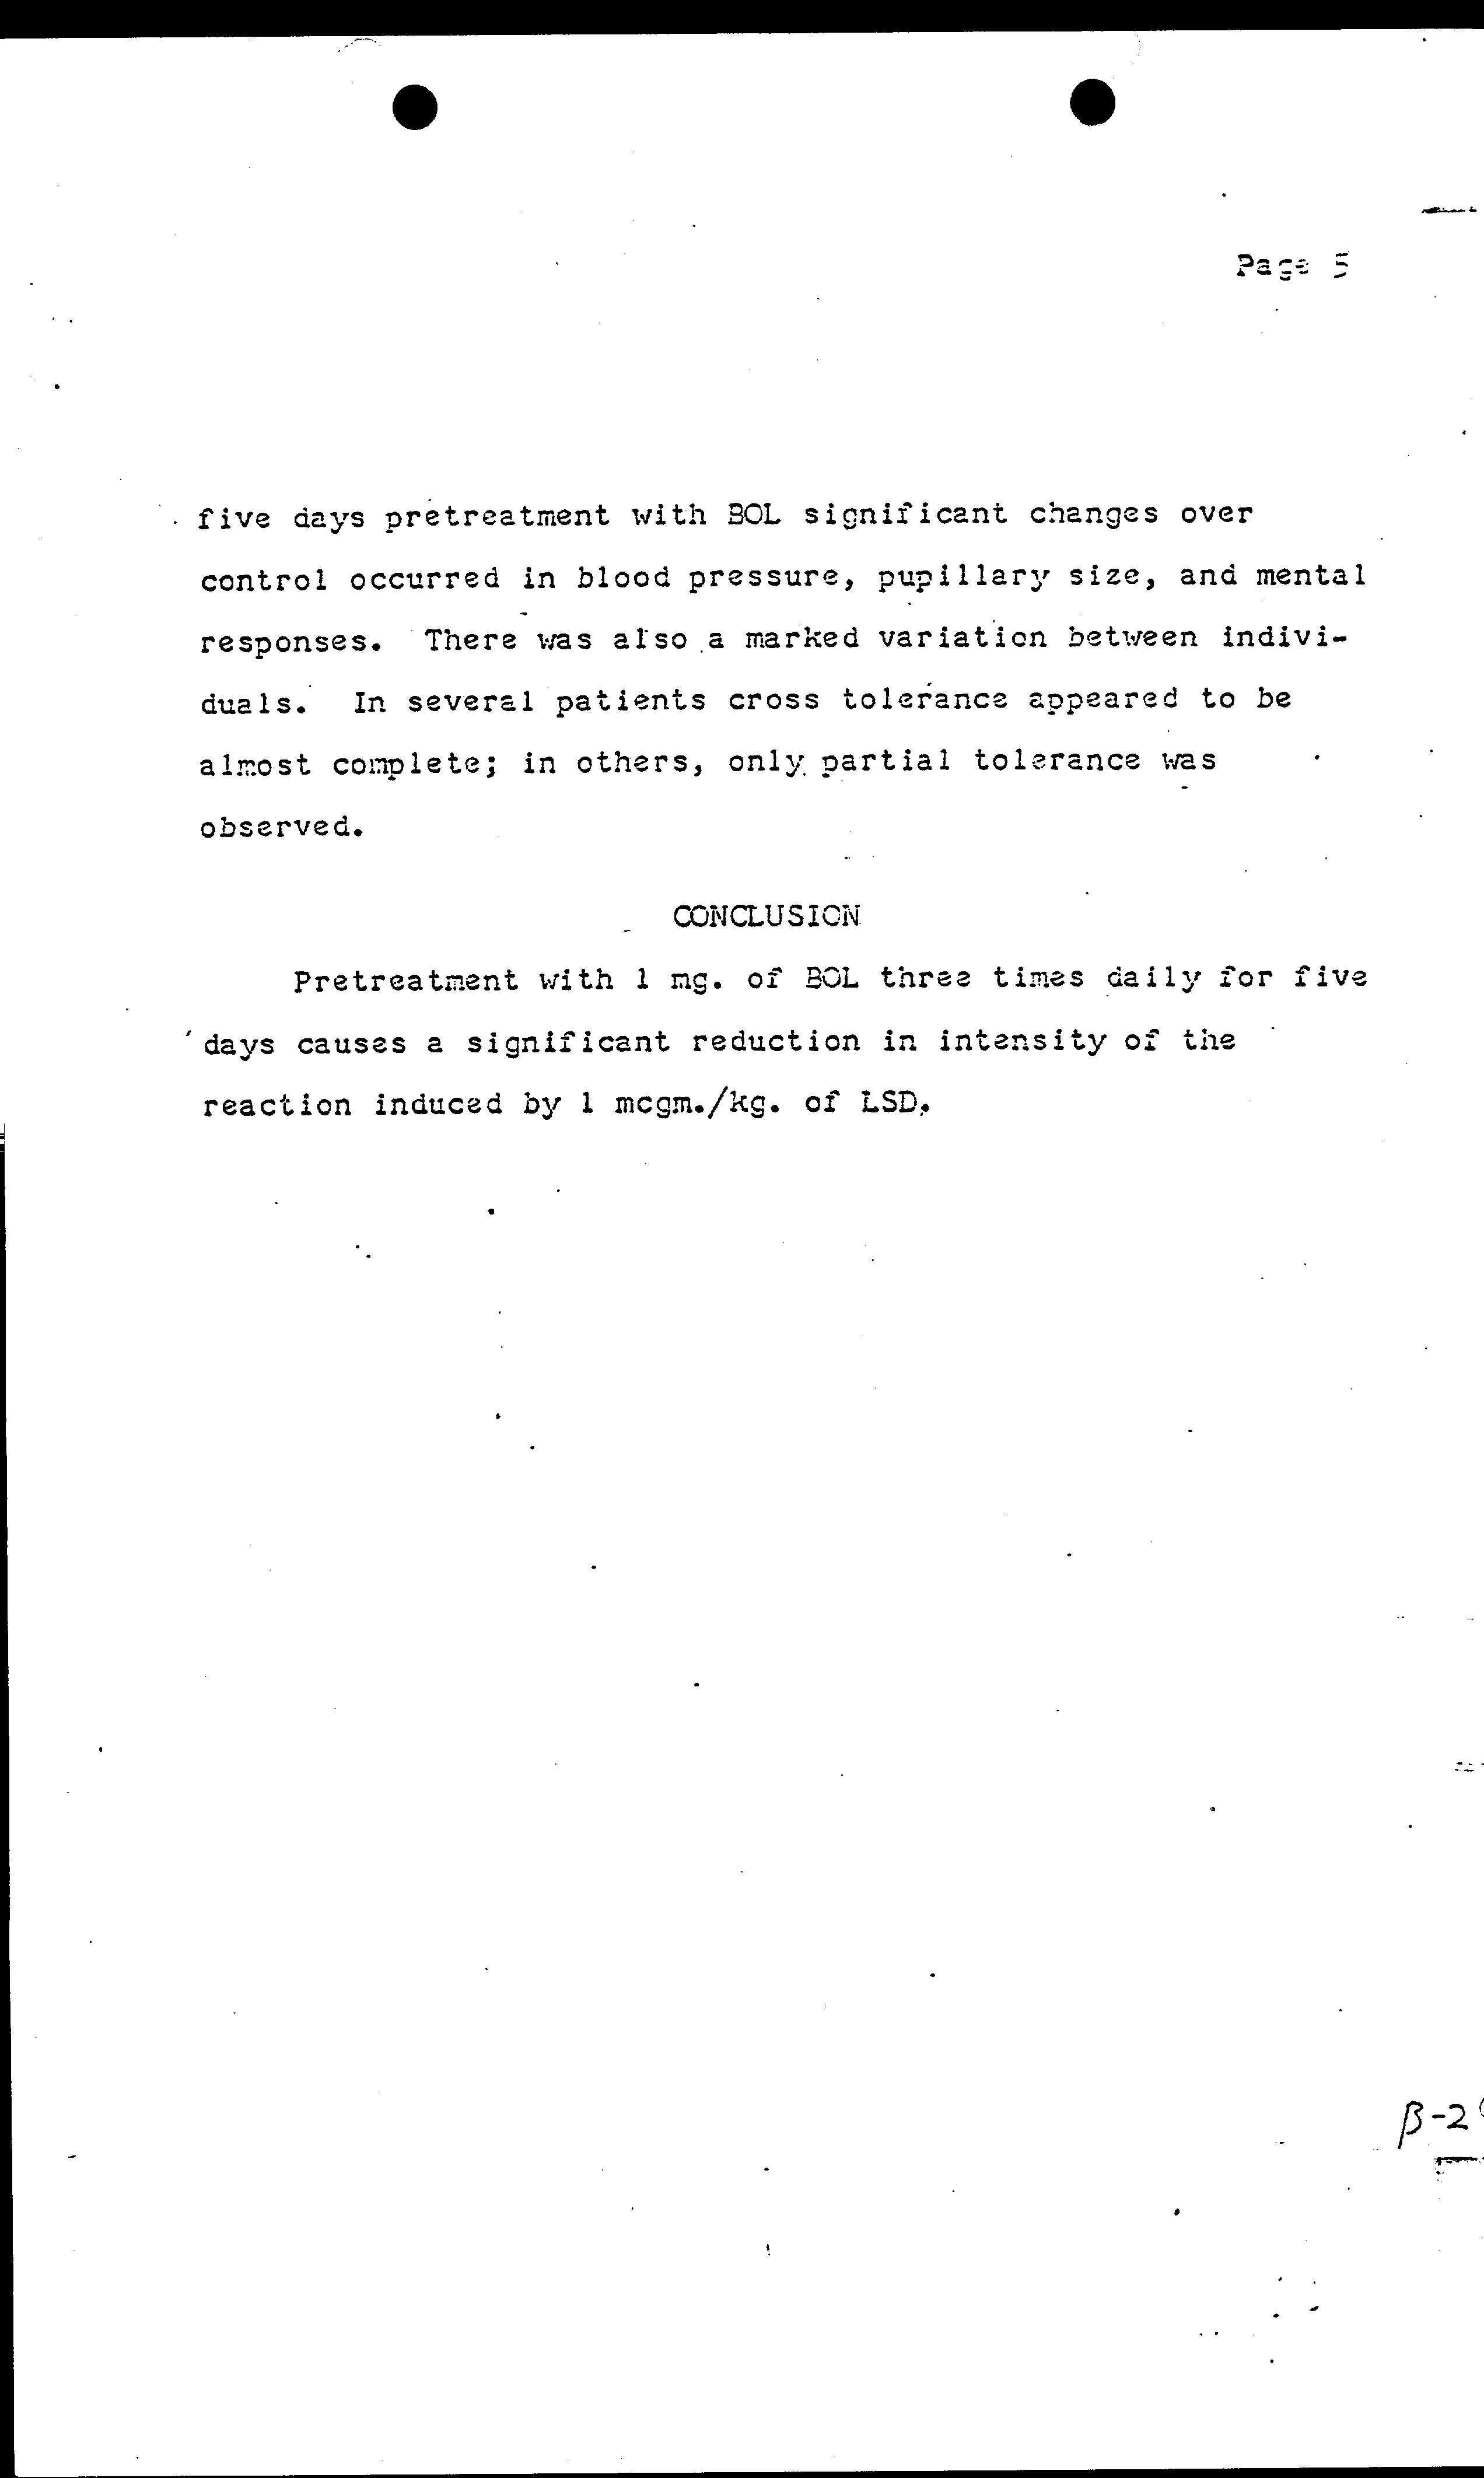 Page 5
five days pretreatment with BOL significant changes over
control occurred in blood pressure, pupillary size, and mental
responses. There was also a marked variation between indivi-
duals. In several patients cross tolerance appeared to be
almost complete; in others, only partial tolerance was
observed.
CONCLUSION
Pretreatment with 1 mg. of BOL three times daily for five
days causes a significant reduction in intensity of the
reaction induced by 1 mcgm./kg. of LSD.